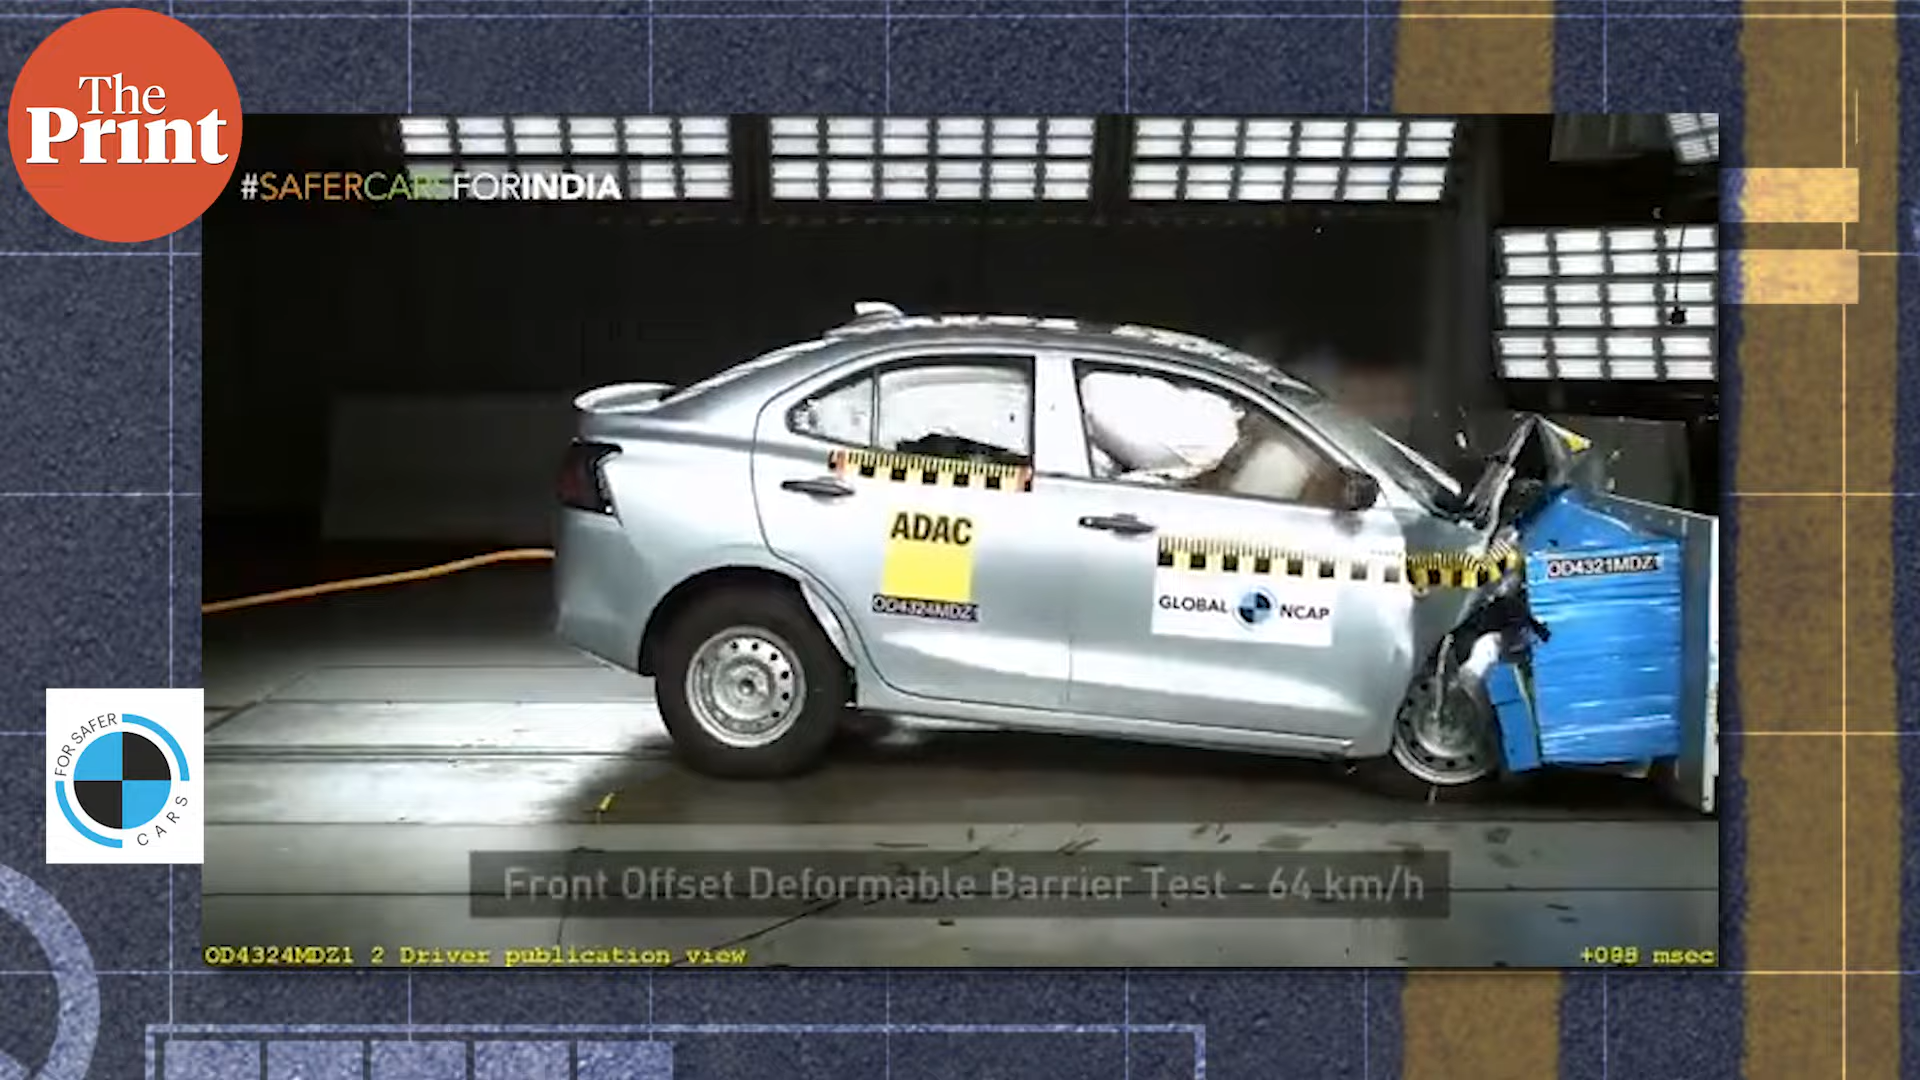 The
Print
#SAFERCARSFORINDIA
ADAC
OD4324MDZ1
GLOBAL NCAP
OD4321MDZ1
FOR SAFER
CARS
Front Offset Deformable Barrier Test - 64 km/h
OD4324MDZ1 2 Driver publication view
+098 msec